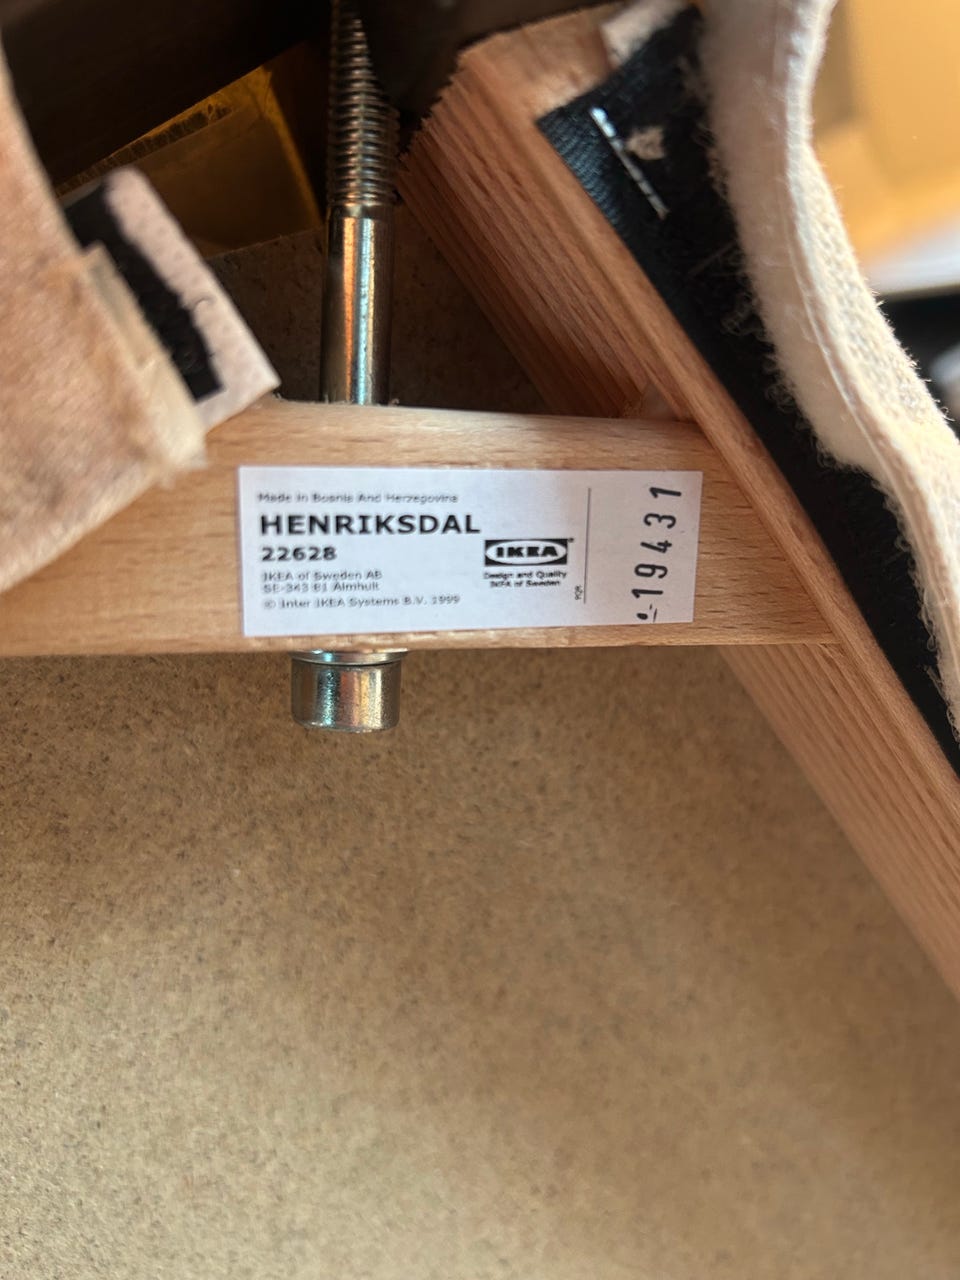 Made in Bosnia And Herzegovina
HENRIKSDAL
22628
IKEA of Sweden AB
SE-343 81 Älmhult
© Inter IKEA Systems B.V. 1999
IKEA®
Design and Quality
IKEA of Sweden
19431